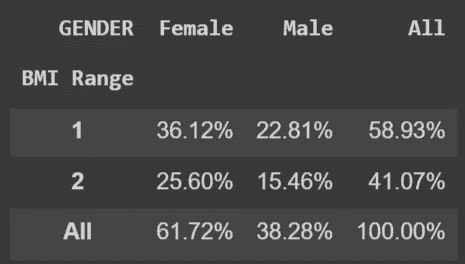 GENDER Female Male All
BMI Range
1 36.12% 22.81% 58.93%
2 25.60% 15.46% 41.07%
All 61.72% 38.28% 100.00%